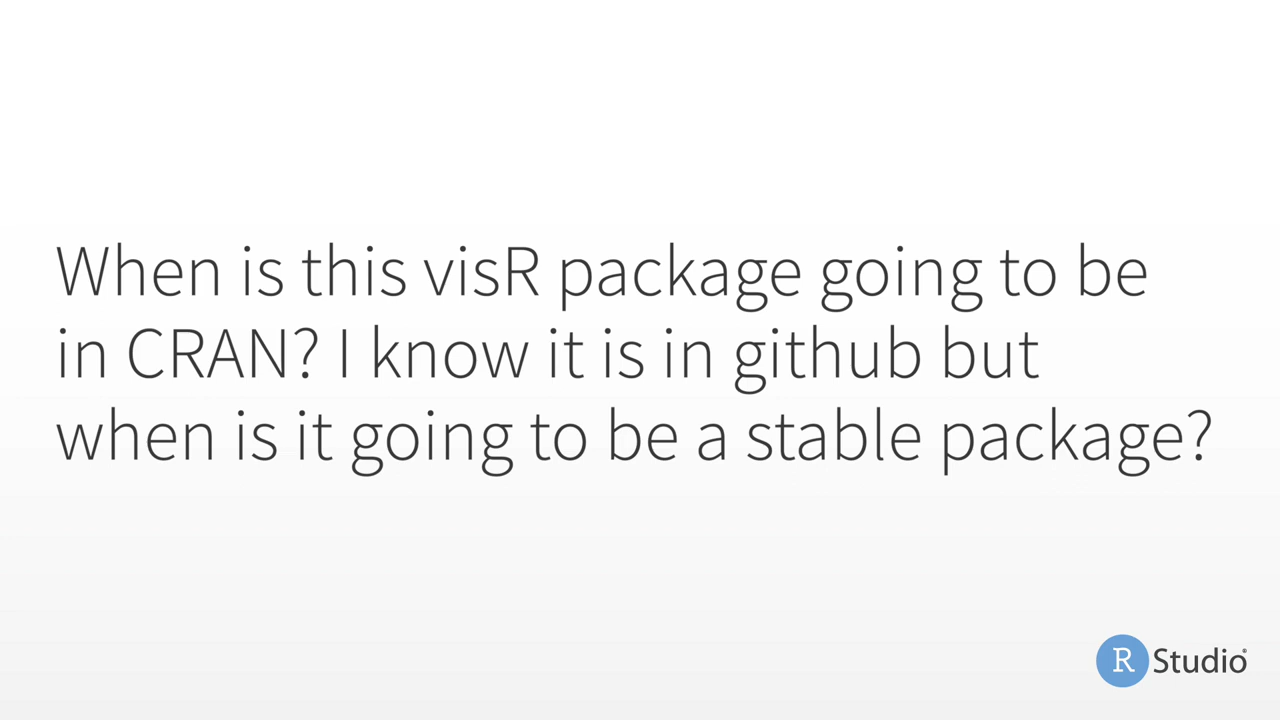 When is this visR package going to be
in CRAN? I know it is in github but
when is it going to be a stable package?
R Studio®